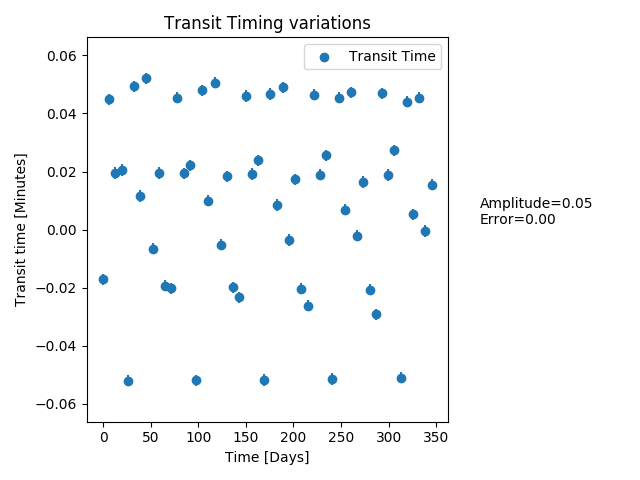 Transit Timing variations
Transit Time
Transit time [Minutes]
0.06
0.04
0.02
0.00
−0.02
−0.04
−0.06
0 50 100 150 200 250 300 350
Time [Days]
Amplitude=0.05
Error=0.00